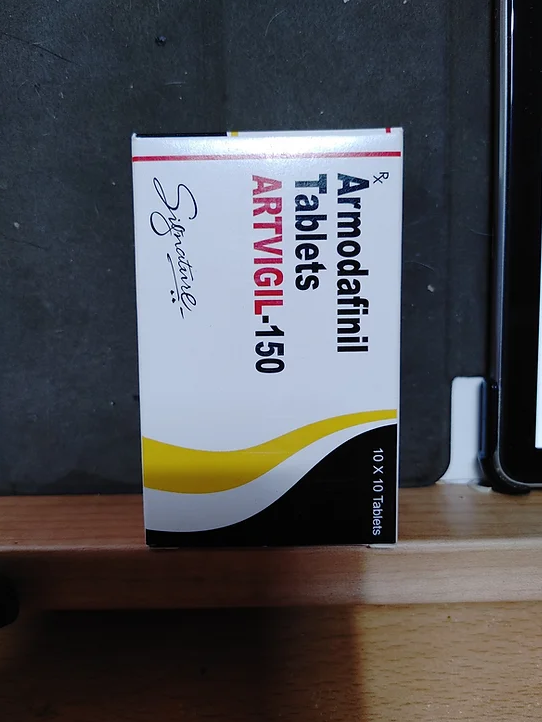 Rx
Armodafinil
Tablets
ARTVIGIL-150
Signature
10 X 10 Tablets